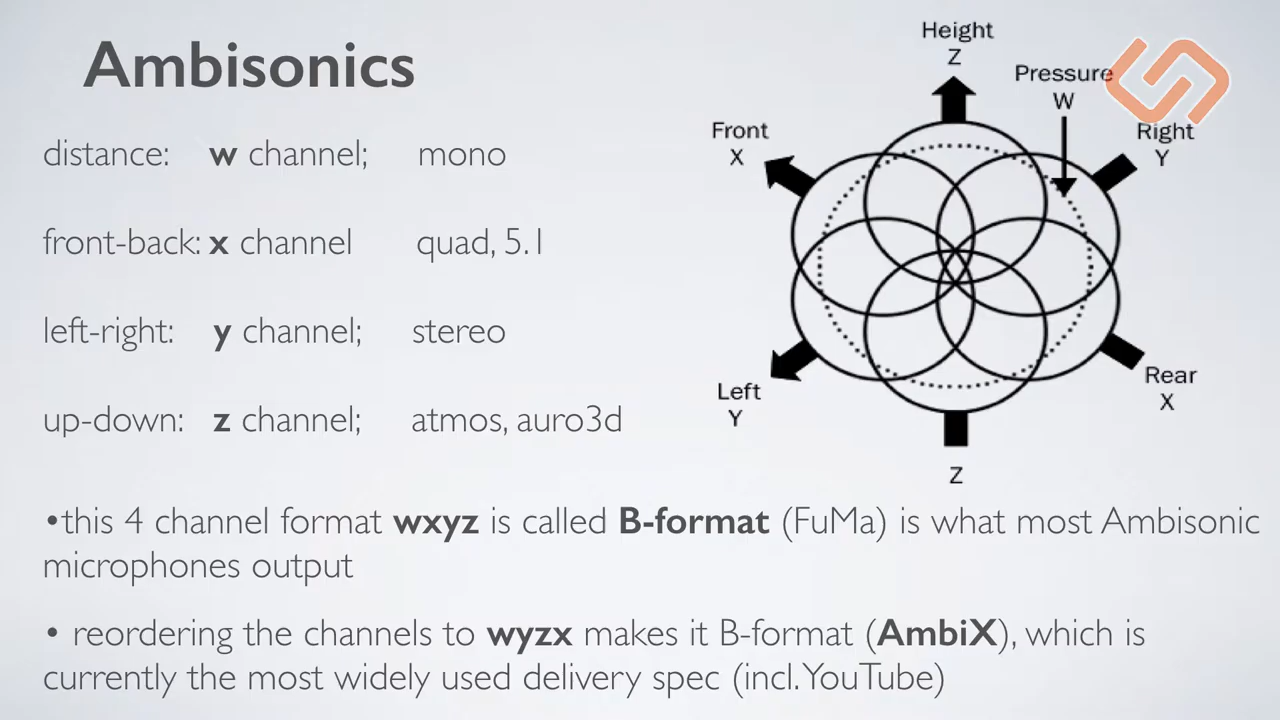 Ambisonics
distance: w channel; mono
front-back: x channel quad, 5.1
left-right: y channel; stereo
up-down: z channel; atmos, auro3d
•this 4 channel format wxyz is called B-format (FuMa) is what most Ambisonic
microphones output
• reordering the channels to wyzx makes it B-format (AmbiX), which is
currently the most widely used delivery spec (incl. YouTube)
Height
Z
Pressure
W
Front
X
Right
Y
Left
Y
Rear
X
Z